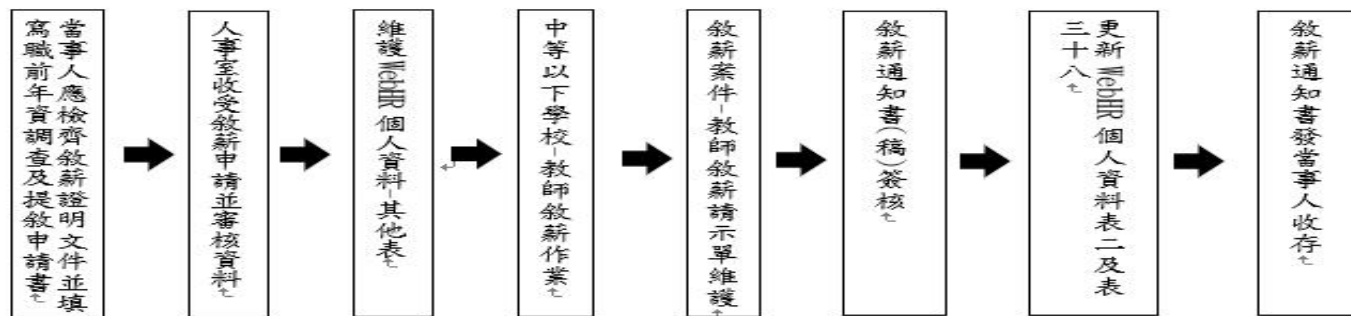 當事人應檢齊敘薪證明文件並填
寫職前年資調查及提敘申請書
人事室收受敘薪申請並審核資料
維護WebHR個人資料-其他表
中等以下學校-教師敘薪作業
敘薪案件-教師敘薪請示單維護
敘薪通知書(稿)簽核
更新WebHR個人資料表二及表
三十八
敘薪通知書發當事人收存